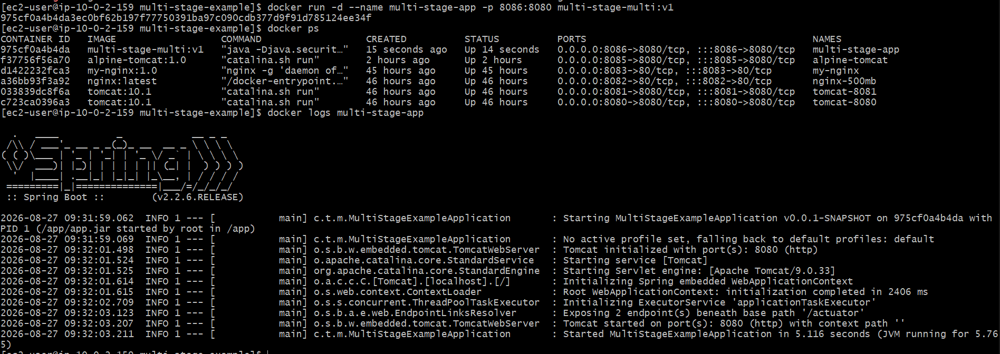 [ec2-user@ip-10-0-2-159 multi-stage-example]$ docker run -d --name multi-stage-app -p 8086:8080 multi-stage-multi:v1
975cf0a4b4da3ec0bf62b197f77750391ba97c090cdb377d9f91d785124ee34f
[ec2-user@ip-10-0-2-159 multi-stage-example]$ docker ps
CONTAINER ID   IMAGE                  COMMAND                  CREATED          STATUS          PORTS                                       NAMES
975cf0a4b4da   multi-stage-multi:v1   "java -Djava.securit…"   15 seconds ago   Up 14 seconds   0.0.0.0:8086->8080/tcp, :::8086->8080/tcp   multi-stage-app
f37756f56a70   alpine-tomcat:1.0      "catalina.sh run"        2 hours ago      Up 2 hours      0.0.0.0:8085->8080/tcp, :::8085->8080/tcp   alpine-tomcat
d1422232fca3   my-nginx:1.0           "nginx -g 'daemon of…"   45 hours ago     Up 45 hours     0.0.0.0:8083->80/tcp, :::8083->80/tcp       my-nginx
a36bb93f3a92   nginx:latest           "/docker-entrypoint.…"   46 hours ago     Up 46 hours     0.0.0.0:8082->80/tcp, :::8082->80/tcp       nginx-500mb
033839dc8f6a   tomcat:10.1            "catalina.sh run"        46 hours ago     Up 46 hours     0.0.0.0:8081->8080/tcp, :::8081->8080/tcp   tomcat-8081
c723ca0396a3   tomcat:10.1            "catalina.sh run"        46 hours ago     Up 46 hours     0.0.0.0:8080->8080/tcp, :::8080->8080/tcp   tomcat-8080
[ec2-user@ip-10-0-2-159 multi-stage-example]$ docker logs multi-stage-app
  .   ____          _            __ _ _
 /\\ / ___'_ __ _ _(_)_ __  __ _ \ \ \ \
( ( )\___ | '_ | '_| | '_ \/ _` | \ \ \ \
 \\/  ___)| |_)| | | | | || (_| |  ) ) ) )
  '  |____| .__|_| |_|_| |_\__, | / / / /
 =========|_|==============|___/=/_/_/_/
 :: Spring Boot ::        (v2.2.6.RELEASE)
2026-08-27 09:31:59.062  INFO 1 --- [           main] c.t.m.MultiStageExampleApplication       : Starting MultiStageExampleApplication v0.0.1-SNAPSHOT on 975cf0a4b4da with
PID 1 (/app/app.jar started by root in /app)
2026-08-27 09:31:59.069  INFO 1 --- [           main] c.t.m.MultiStageExampleApplication       : No active profile set, falling back to default profiles: default
2026-08-27 09:32:01.498  INFO 1 --- [           main] o.s.b.w.embedded.tomcat.TomcatWebServer  : Tomcat initialized with port(s): 8080 (http)
2026-08-27 09:32:01.524  INFO 1 --- [           main] o.apache.catalina.core.StandardService   : Starting service [Tomcat]
2026-08-27 09:32:01.525  INFO 1 --- [           main] org.apache.catalina.core.StandardEngine  : Starting Servlet engine: [Apache Tomcat/9.0.33]
2026-08-27 09:32:01.614  INFO 1 --- [           main] o.a.c.c.C.[Tomcat].[localhost].[/]       : Initializing Spring embedded WebApplicationContext
2026-08-27 09:32:01.615  INFO 1 --- [           main] o.s.web.context.ContextLoader            : Root WebApplicationContext: initialization completed in 2406 ms
2026-08-27 09:32:02.709  INFO 1 --- [           main] o.s.s.concurrent.ThreadPoolTaskExecutor  : Initializing ExecutorService 'applicationTaskExecutor'
2026-08-27 09:32:03.123  INFO 1 --- [           main] o.s.b.a.e.web.EndpointLinksResolver      : Exposing 2 endpoint(s) beneath base path '/actuator'
2026-08-27 09:32:03.207  INFO 1 --- [           main] o.s.b.w.embedded.tomcat.TomcatWebServer  : Tomcat started on port(s): 8080 (http) with context path ''
2026-08-27 09:32:03.211  INFO 1 --- [           main] c.t.m.MultiStageExampleApplication       : Started MultiStageExampleApplication in 5.116 seconds (JVM running for 5.76
5)
[ec2-user@ip-10-0-2-159 multi-stage-example]$